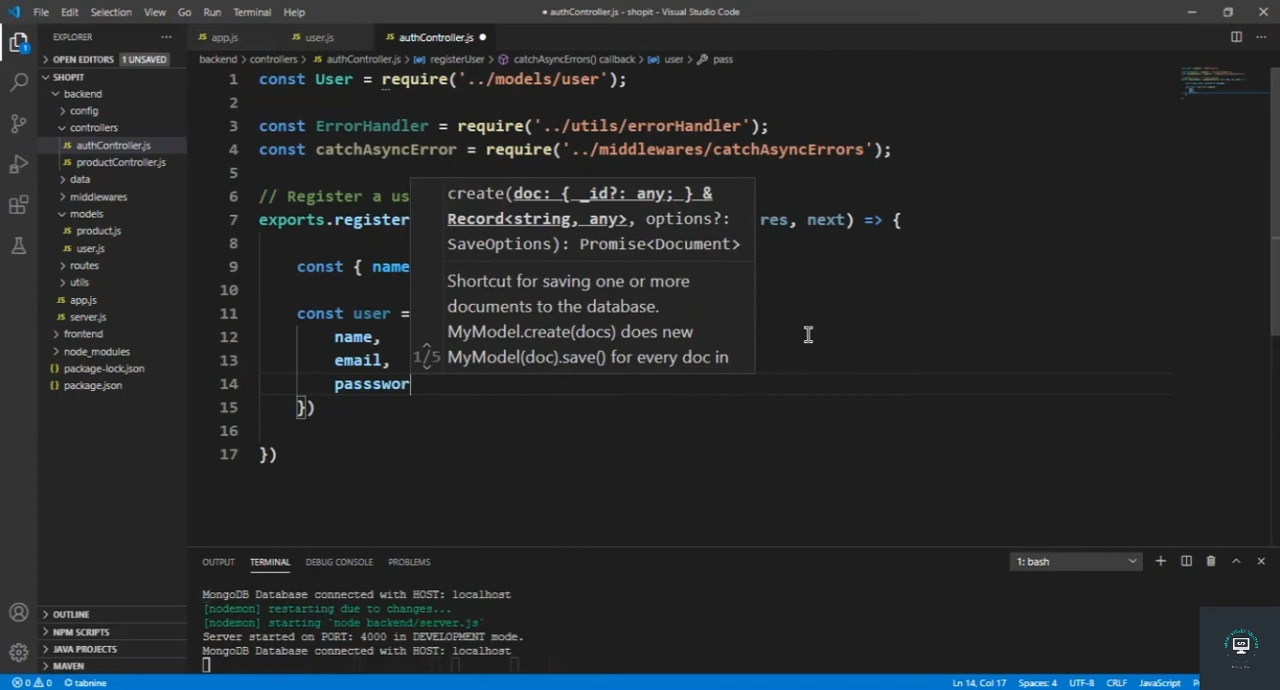 File Edit Selection View Go Run Terminal Help
● authController.js - shopit - Visual Studio Code
EXPLORER
app.js
user.js
authController.js
OPEN EDITORS 1 UNSAVED
backend > controllers > authController.js > registerUser > catchAsyncErrors() callback > user > pass
SHOPIT
backend
config
controllers
authController.js
productController.js
data
middlewares
models
product.js
user.js
routes
utils
app.js
server.js
frontend
node_modules
package-lock.json
package.json
OUTLINE
NPM SCRIPTS
JAVA PROJECTS
MAVEN
1 const User = require('../models/user');
2
3 const ErrorHandler = require('../utils/errorHandler');
4 const catchAsyncError = require('../middlewares/catchAsyncErrors');
5
6 // Register a us
7 exports.register res, next) => {
8
9 const { name
10
11 const user =
12 name,
13 email,
14 passswor
15 })
16
17 })
create(doc: { _id?: any; } &
Record<string, any>, options?:
SaveOptions): Promise<Document>
Shortcut for saving one or more
documents to the database.
MyModel.create(docs) does new
1/5
MyModel(doc).save() for every doc in
OUTPUT TERMINAL DEBUG CONSOLE PROBLEMS
1: bash
MongoDB Database connected with HOST: localhost
[nodemon] restarting due to changes...
[nodemon] starting `node backend/server.js`
Server started on PORT: 4000 in DEVELOPMENT mode.
MongoDB Database connected with HOST: localhost
0 0 tabnine
Ln 14, Col 17 Spaces: 4 UTF-8 CRLF JavaScript